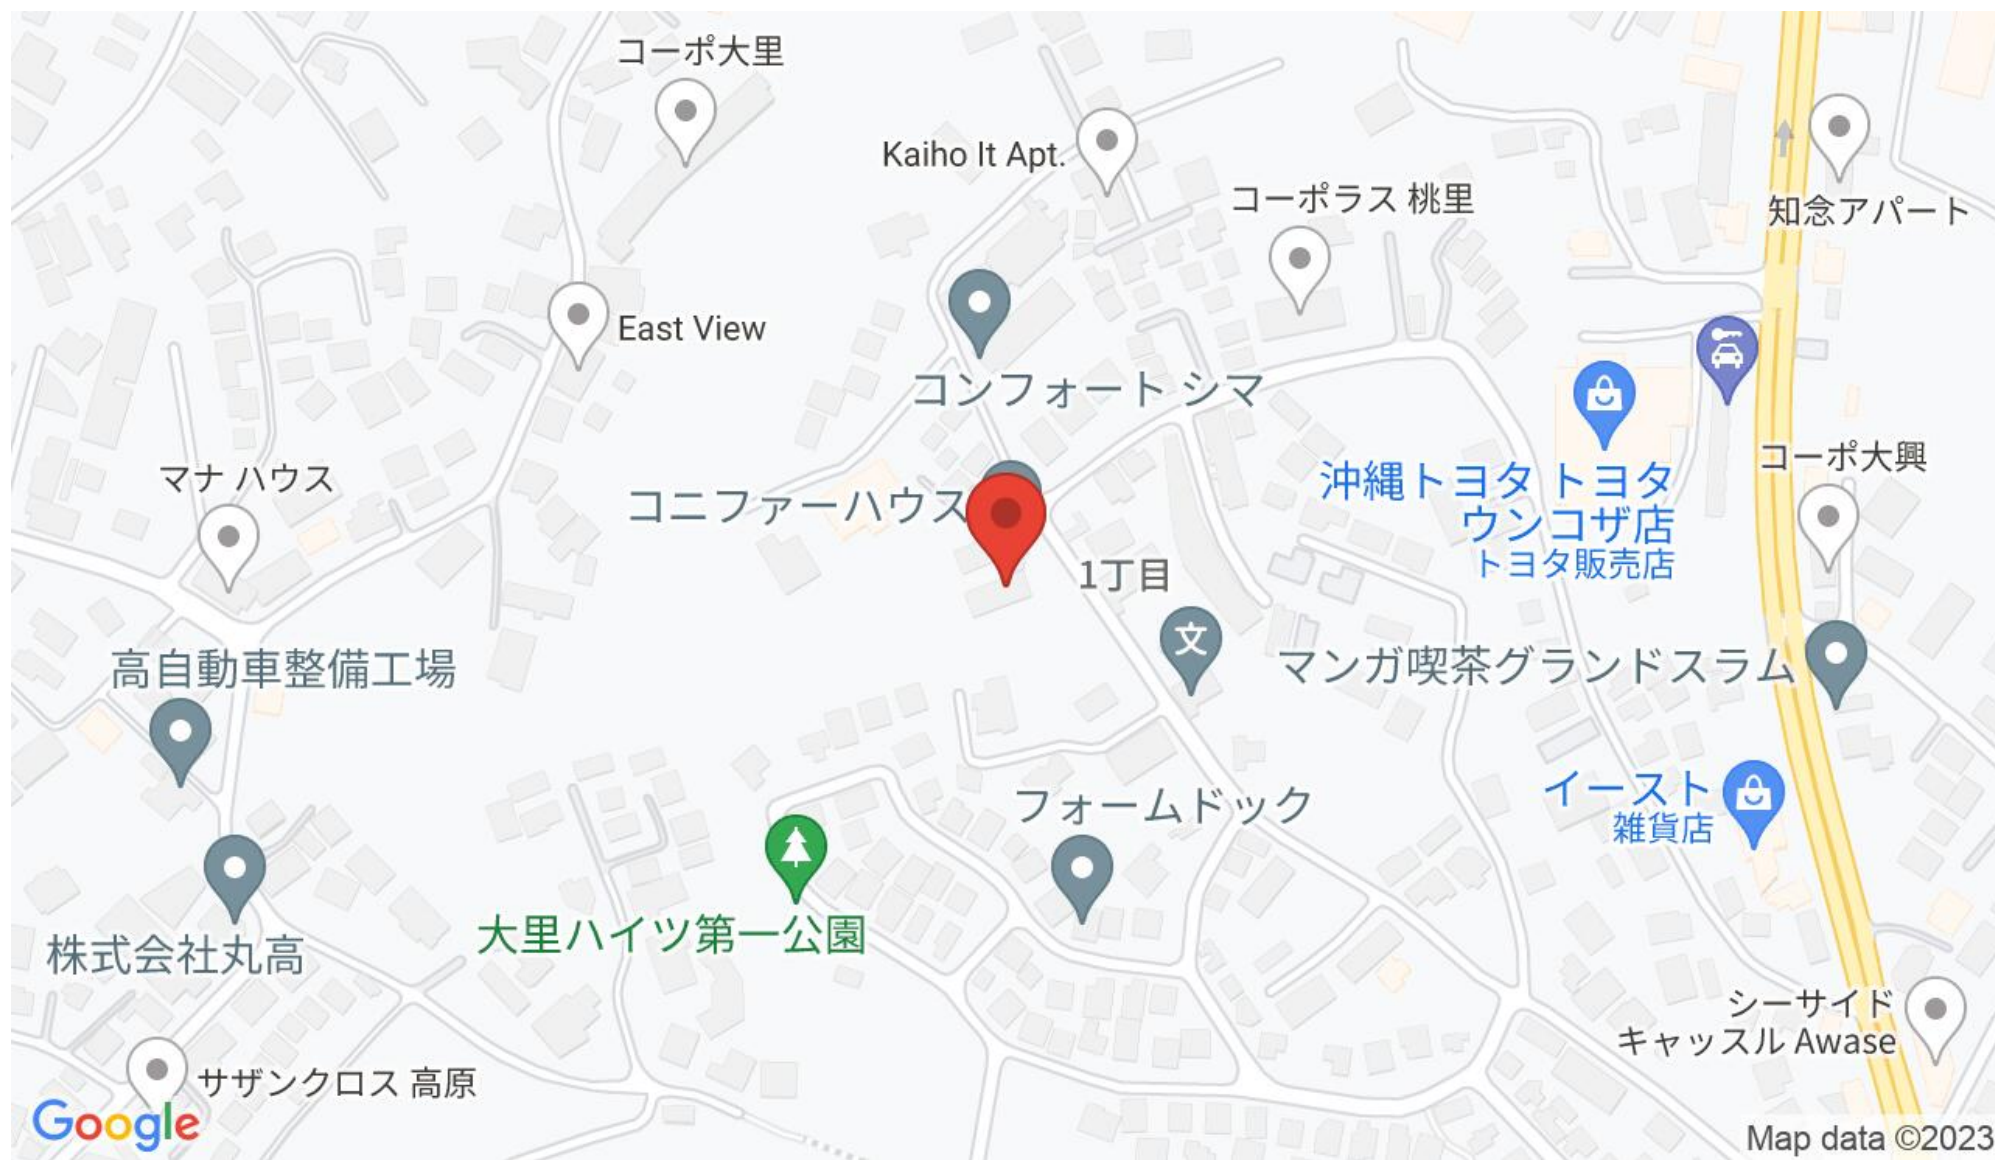 コーポ大里
Kaiho It Apt.
コーポラス 桃里
知念アパート
East View
コンフォート シマ
マナ ハウス
コニファーハウス
沖縄トヨタ トヨタ
ウンコザ店
トヨタ販売店
コーポ大興
1丁目
文
高自動車整備工場
マンガ喫茶グランドスラム
フォームドック
イースト
雑貨店
大里ハイツ第一公園
株式会社丸高
シーサイド
キャッスル Awase
サザンクロス 高原
Google
Map data ©2023